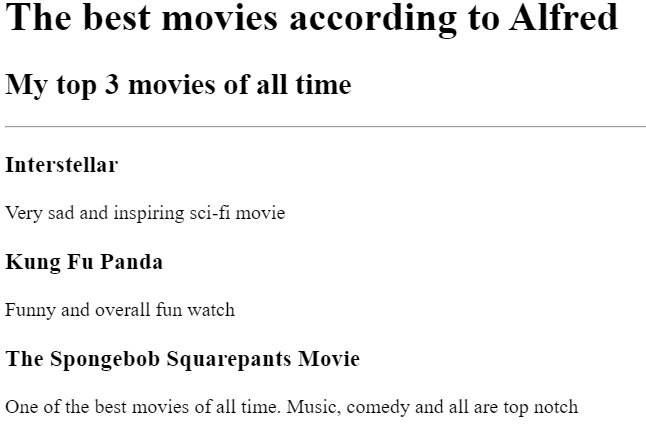 The best movies according to Alfred
My top 3 movies of all time
Interstellar
Very sad and inspiring sci-fi movie
Kung Fu Panda
Funny and overall fun watch
The Spongebob Squarepants Movie
One of the best movies of all time. Music, comedy and all are top notch